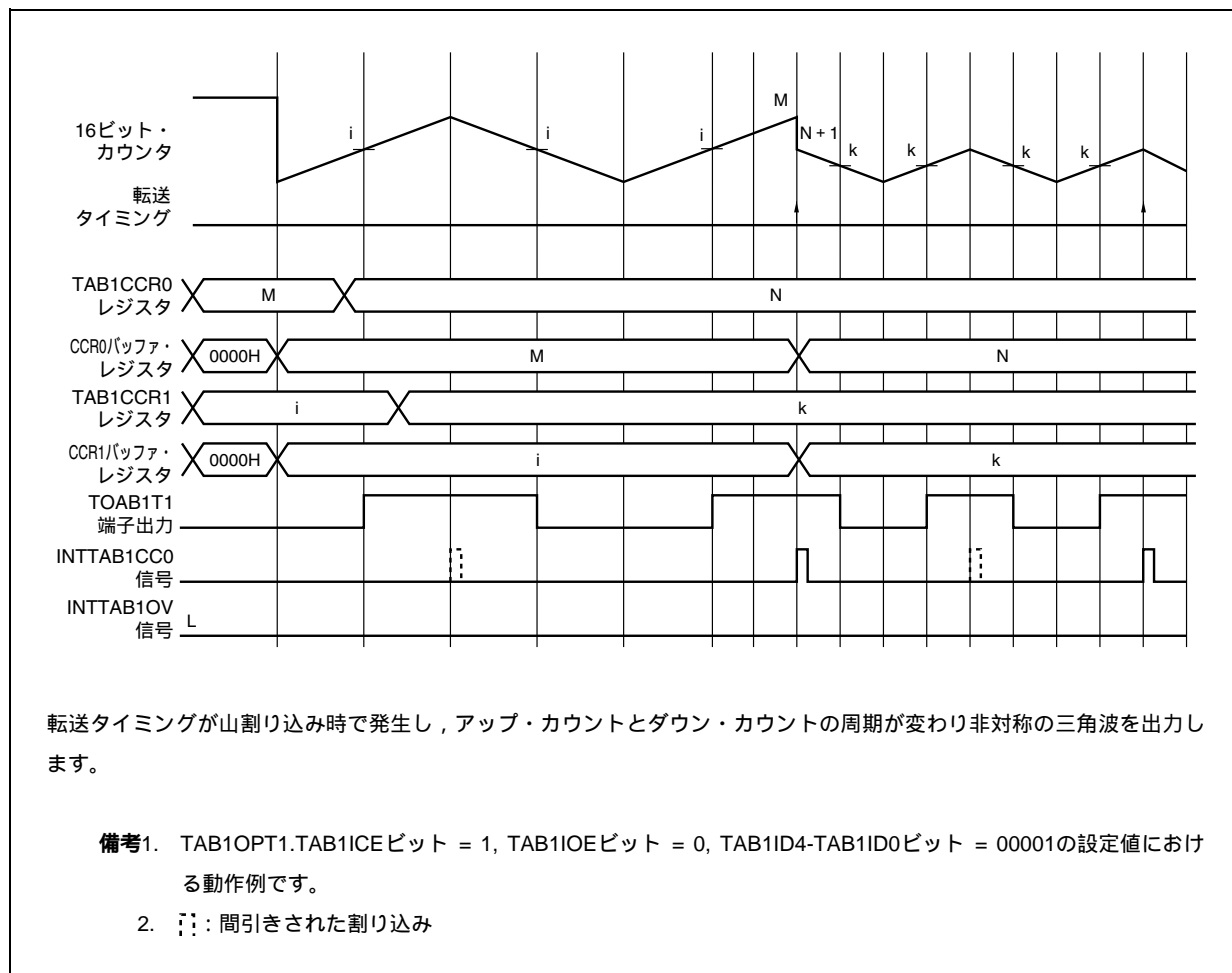 M
16ビット・
カウンタ
i
i
i
N + 1
k
k
k
k
転送
タイミング
TAB1CCR0
レジスタ
M
N
CCR0バッファ・
レジスタ
0000H
M
N
TAB1CCR1
レジスタ
i
k
CCR1バッファ・
レジスタ
0000H
i
k
TOAB1T1
端子出力
INTTAB1CC0
信号
INTTAB1OV
信号
L
転送タイミングが山割り込み時で発生し，アップ・カウントとダウン・カウントの周期が変わり非対称の三角波を出力し
ます。
備考1. TAB1OPT1.TAB1ICEビット = 1, TAB1IOEビット = 0, TAB1ID4-TAB1ID0ビット = 00001の設定値におけ
る動作例です。
2. ：間引きされた割り込み